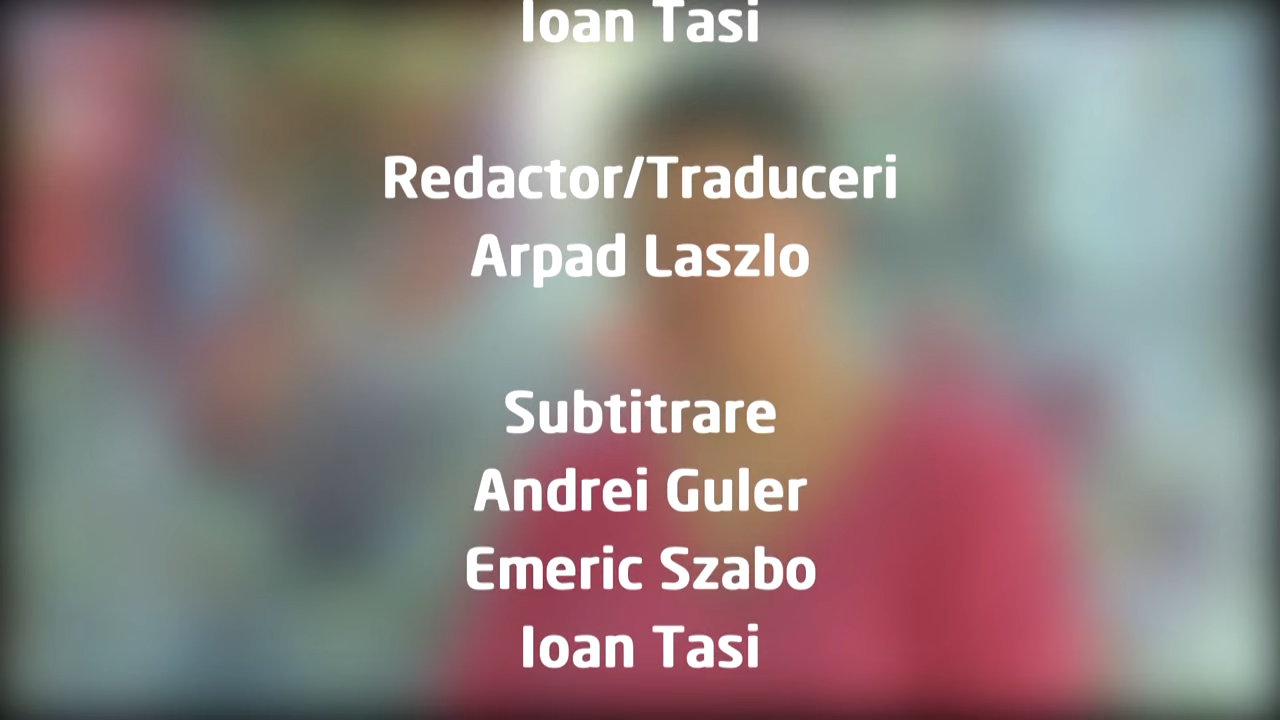 Ioan Tasi
Redactor/Traduceri
Arpad Laszlo
Subtitrare
Andrei Guler
Emeric Szabo
Ioan Tasi